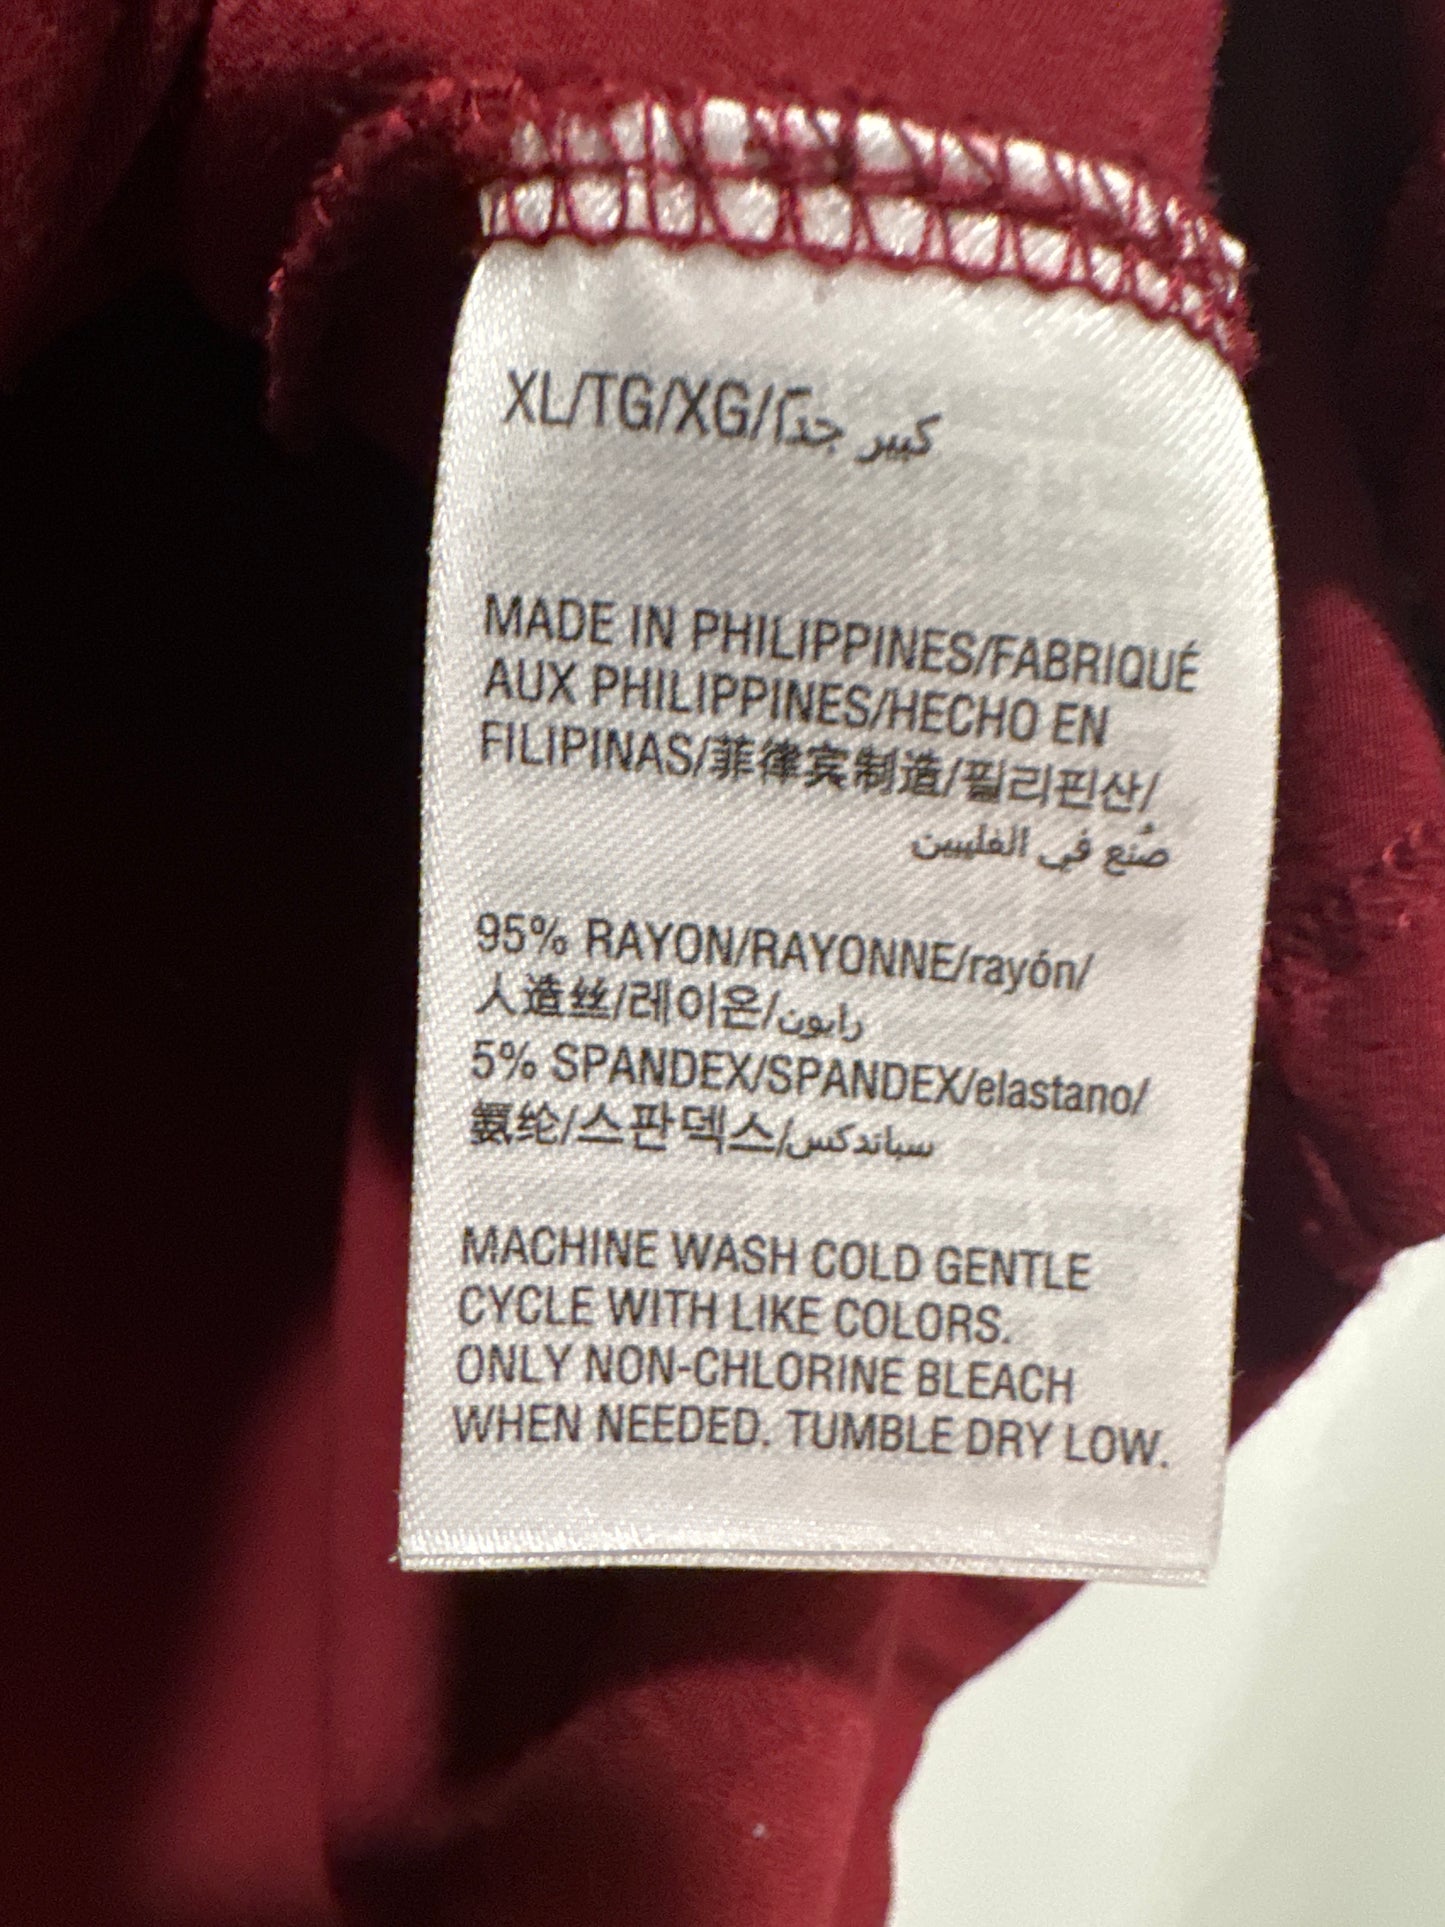 XL/TG/XG/كبير جداً
MADE IN PHILIPPINES/FABRIQUÉ
AUX PHILIPPINES/HECHO EN
FILIPINAS/菲律宾制造/필리핀산/
صُنع في الفلبين
95% RAYON/RAYONNE/rayón/
人造丝/레이온/رايون
5% SPANDEX/SPANDEX/elastano/
氨纶/스판덱스/سباندكس
MACHINE WASH COLD GENTLE
CYCLE WITH LIKE COLORS.
ONLY NON-CHLORINE BLEACH
WHEN NEEDED. TUMBLE DRY LOW.